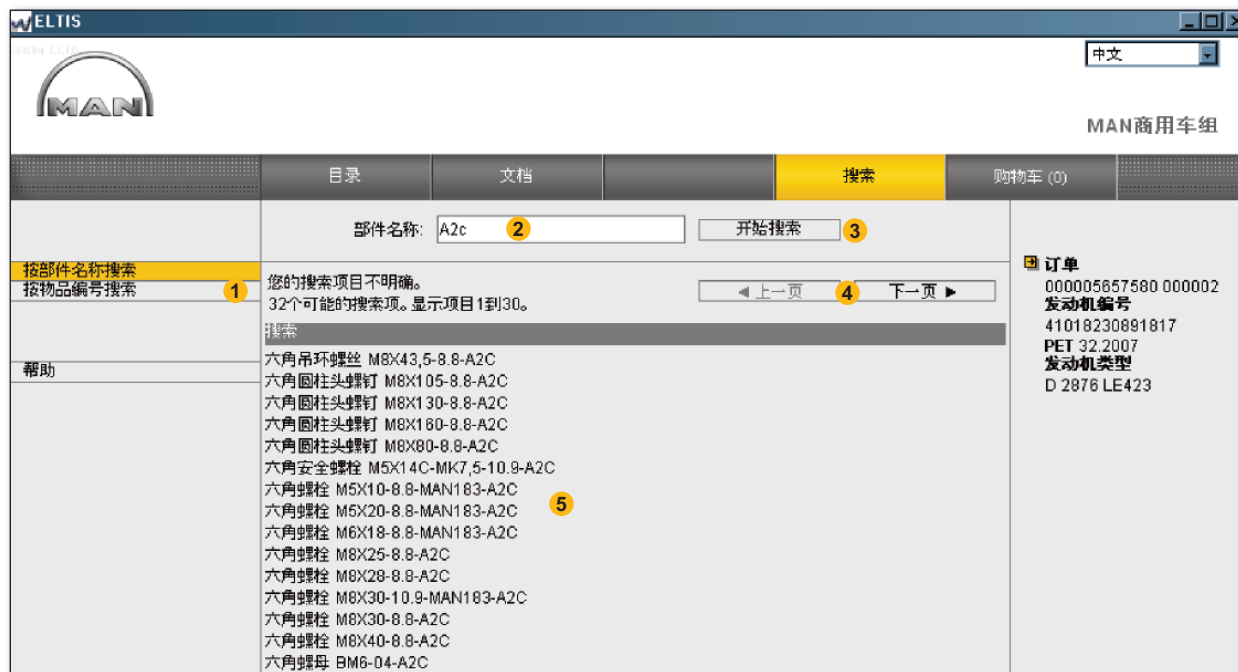 ELTIS
中文
MAN
MAN商用车组
目录
文档
搜索
购物车 (0)
部件名称:
A2c
2
开始搜索
3
按部件名称搜索
按物品编号搜索
1
帮助
您的搜索项目不明确。
32个可能的搜索项。显示项目1到30。
◀ 上一页
4
下一页 ▶
搜索
六角吊环螺丝 M8X43,5-8.8-A2C
六角圆柱头螺钉 M8X105-8.8-A2C
六角圆柱头螺钉 M8X130-8.8-A2C
六角圆柱头螺钉 M8X160-8.8-A2C
六角圆柱头螺钉 M8X80-8.8-A2C
六角安全螺栓 M5X14C-MK7,5-10.9-A2C
六角螺栓 M5X10-8.8-MAN183-A2C
六角螺栓 M5X20-8.8-MAN183-A2C
5
六角螺栓 M6X18-8.8-MAN183-A2C
六角螺栓 M8X25-8.8-A2C
六角螺栓 M8X28-8.8-A2C
六角螺栓 M8X30-10.9-MAN183-A2C
六角螺栓 M8X30-8.8-A2C
六角螺栓 M8X40-8.8-A2C
六角螺母 BM6-04-A2C
订单
000005657580 000002
发动机编号
41018230891817
PET 32.2007
发动机类型
D 2876 LE423